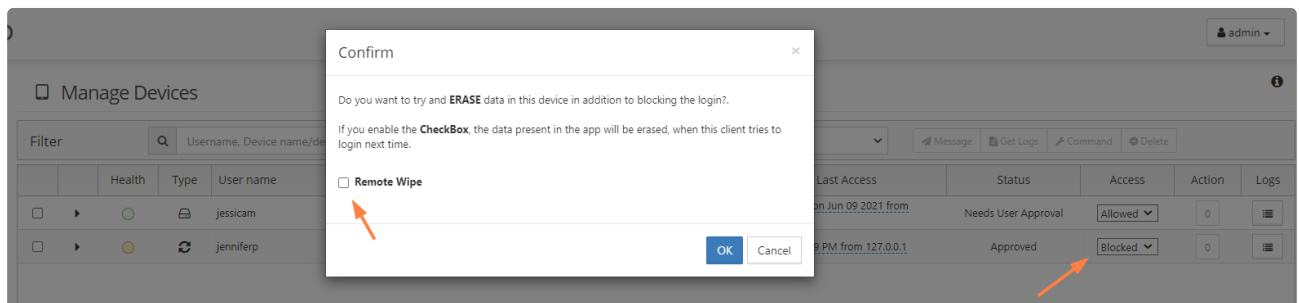 admin
Confirm
×
Manage Devices
Do you want to try and ERASE data in this device in addition to blocking the login?.
If you enable the CheckBox, the data present in the app will be erased, when this client tries to
login next time.
Filter
Username, Device name/de
Message
Get Logs
Command
Delete
Health
Type
User name
Last Access
Status
Access
Action
Logs
Remote Wipe
jessicam
on Jun 09 2021 from
Needs User Approval
Allowed
0
jenniferp
9 PM from 127.0.0.1
Approved
Blocked
0
OK
Cancel